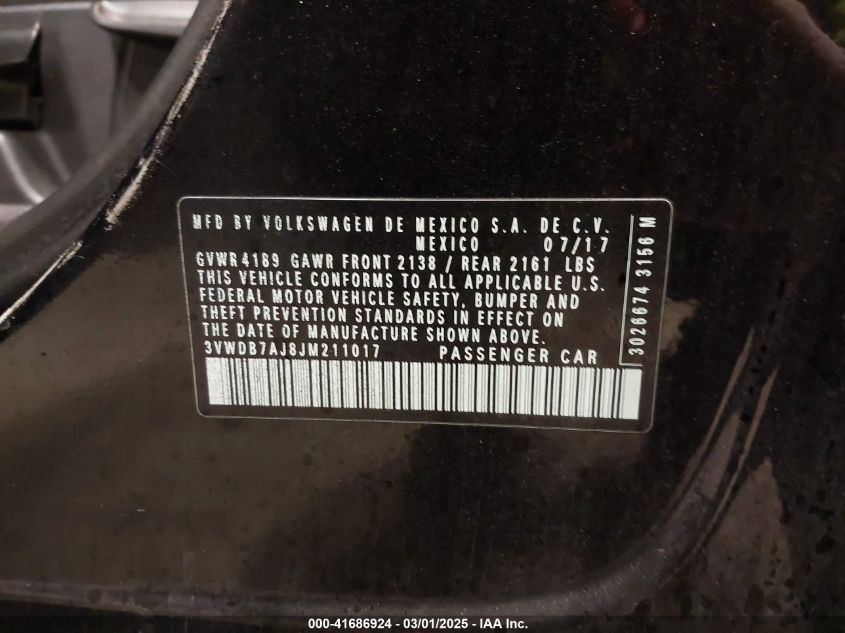 MFD BY VOLKSWAGEN DE MEXICO S.A. DE C.V.
MEXICO 07/17
GVWR 4189 GAWR FRONT 2138 / REAR 2161 LBS
THIS VEHICLE CONFORMS TO ALL APPLICABLE U.S.
FEDERAL MOTOR VEHICLE SAFETY, BUMPER AND
THEFT PREVENTION STANDARDS IN EFFECT ON
THE DATE OF MANUFACTURE SHOWN ABOVE.
3VWDB7AJ8JM211017 PASSENGER CAR
3026674 3156 M
000-41686924 - 03/01/2025 - IAA Inc.